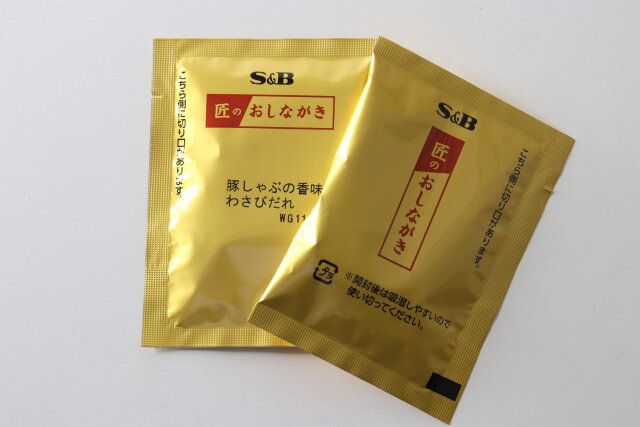 S&B
匠のおしながき
豚しゃぶの香味
わさびだれ
WG11
こちら側に切り口があります。
S&B
匠のおしながき
こちら側に切り口があります。
プラ
※開封後は吸湿しやすいので
使い切ってください。